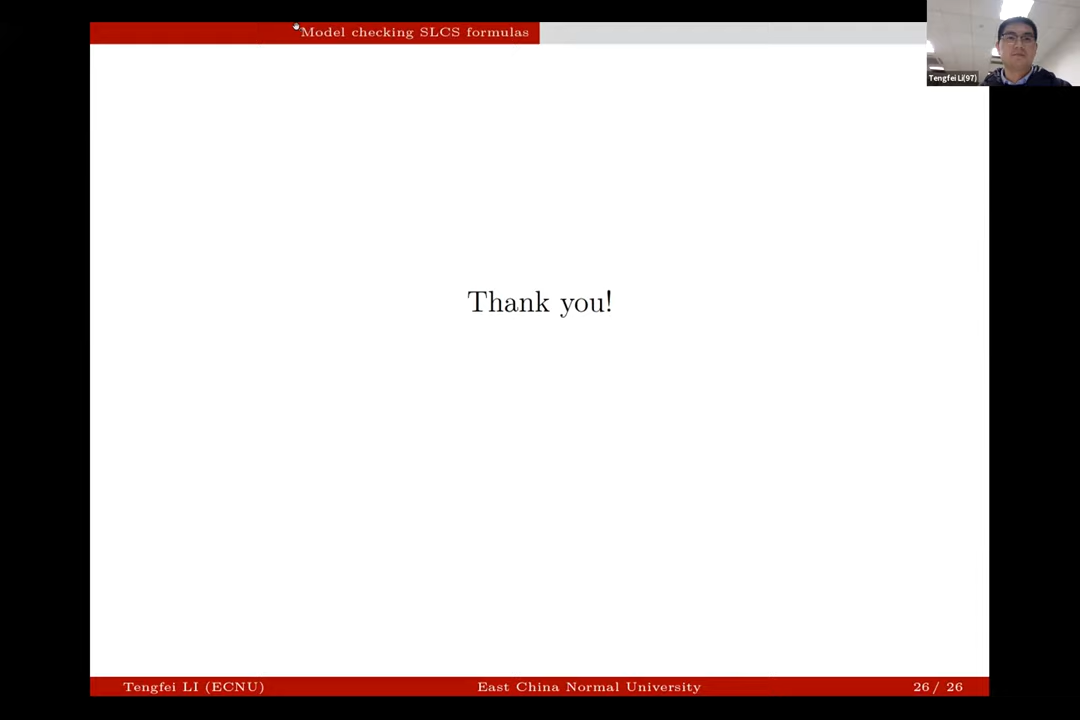 Model checking SLCS formulas
Tengfei Li(97)
Thank you!
Tengfei LI (ECNU)
East China Normal University
26 / 26